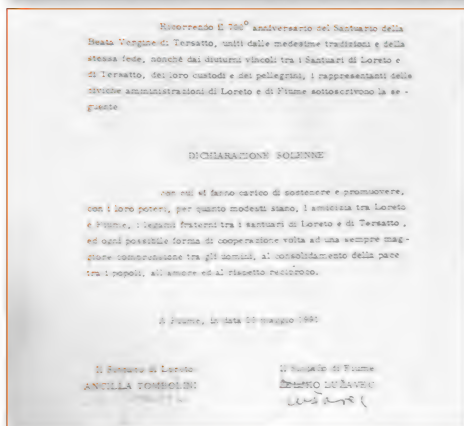 Ricorrendo il 700° anniversario del Santuario della
Beata Vergine di Tersatto, uniti dalle medesime tradizioni e dalla
stessa fede, nonché dai diuturni vincoli tra i Santuari di Loreto e
di Tersatto, dei loro custodi e dei pellegrini, i rappresentanti delle
civiche amministrazioni di Loreto e di Fiume sottoscrivono la se -
guente
DICHIARAZIONE SOLENNE
con cui si fanno carico di sostenere e promuovere,
con i loro poteri, per quanto modesti siano, l'amicizia tra Loreto
e Fiume, i legami fraterni tra i santuari di Loreto e di Tersatto ,
ed ogni possibile forma di cooperazione volta ad una sempre mag-
giore comprensione tra gli uomini, al consolidamento della pace
tra i popoli, all'amore ed al rispetto reciproco.
A Fiume, in data maggio 1991
Il Sindaco di Loreto Il Sindaco di Fiume
ANCILLA TOMBOLINI ŽELJKO LUŽAVEC
Lužavec